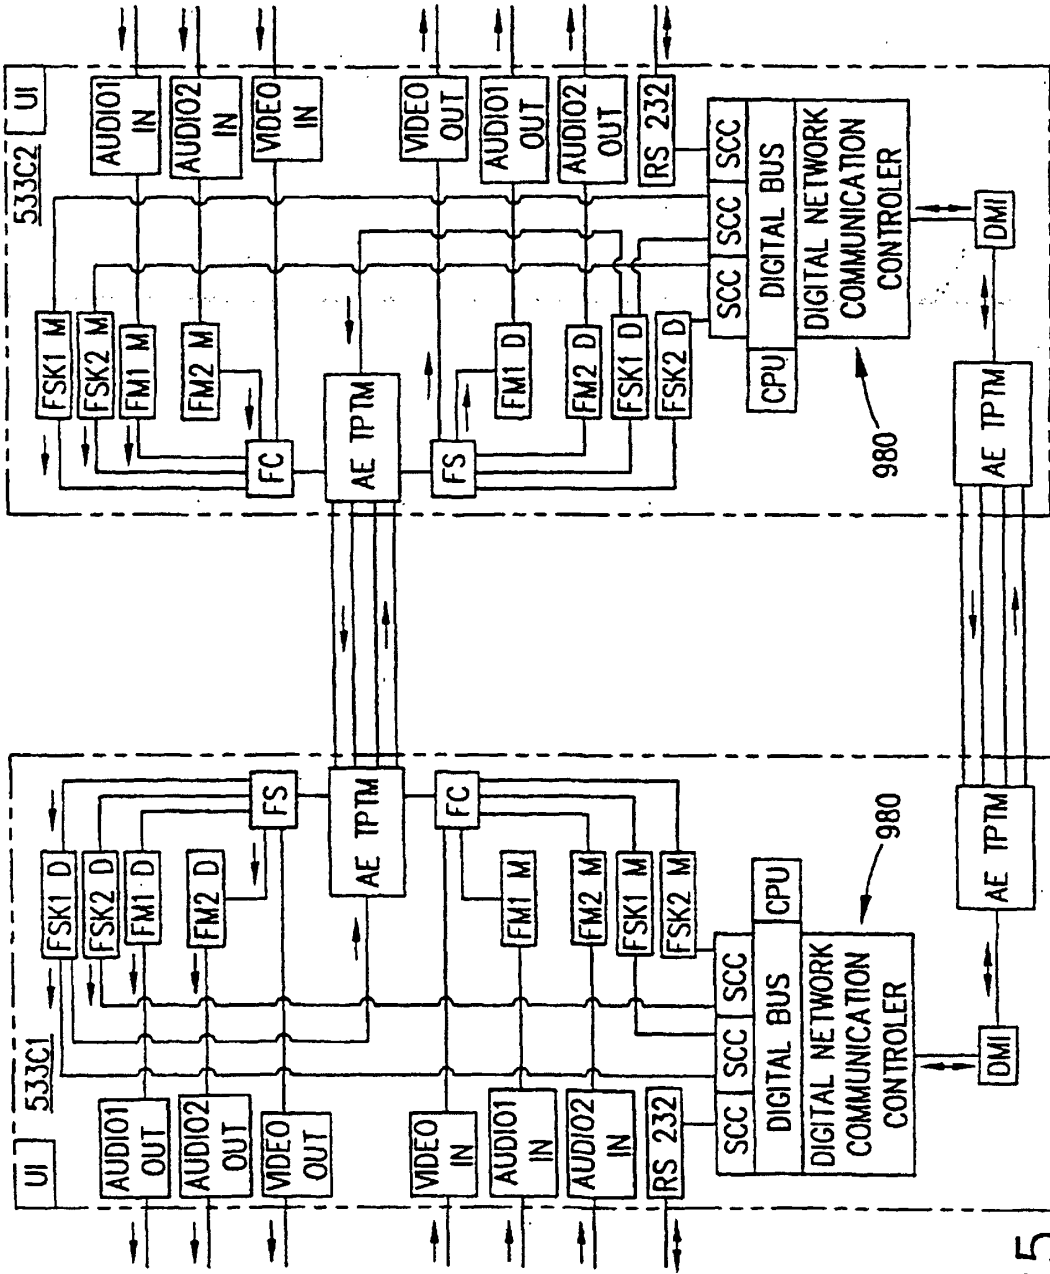 533C2
UI
AUDIO1
IN
AUDIO2
IN
VIDEO
IN
VIDEO
OUT
AUDIO1
OUT
AUDIO2
OUT
RS 232
FSK1 M
FSK2 M
FM1 M
FM2 M
FC
AE TPTM
FS
FM1 D
FM2 D
FSK1 D
FSK2 D
SCC
SCC
SCC
CPU
DIGITAL BUS
DIGITAL NETWORK
COMMUNICATION
CONTROLER
980
DMI
AE TPTM
533C1
UI
AUDIO1
OUT
AUDIO2
OUT
VIDEO
OUT
VIDEO
IN
AUDIO1
IN
AUDIO2
IN
RS 232
FSK1 D
FSK2 D
FM1 D
FM2 D
FS
AE TPTM
FC
FM1 M
FM2 M
FSK1 M
FSK2 M
SCC
SCC
SCC
CPU
DIGITAL BUS
DIGITAL NETWORK
COMMUNICATION
CONTROLER
980
DMI
AE TPTM
5